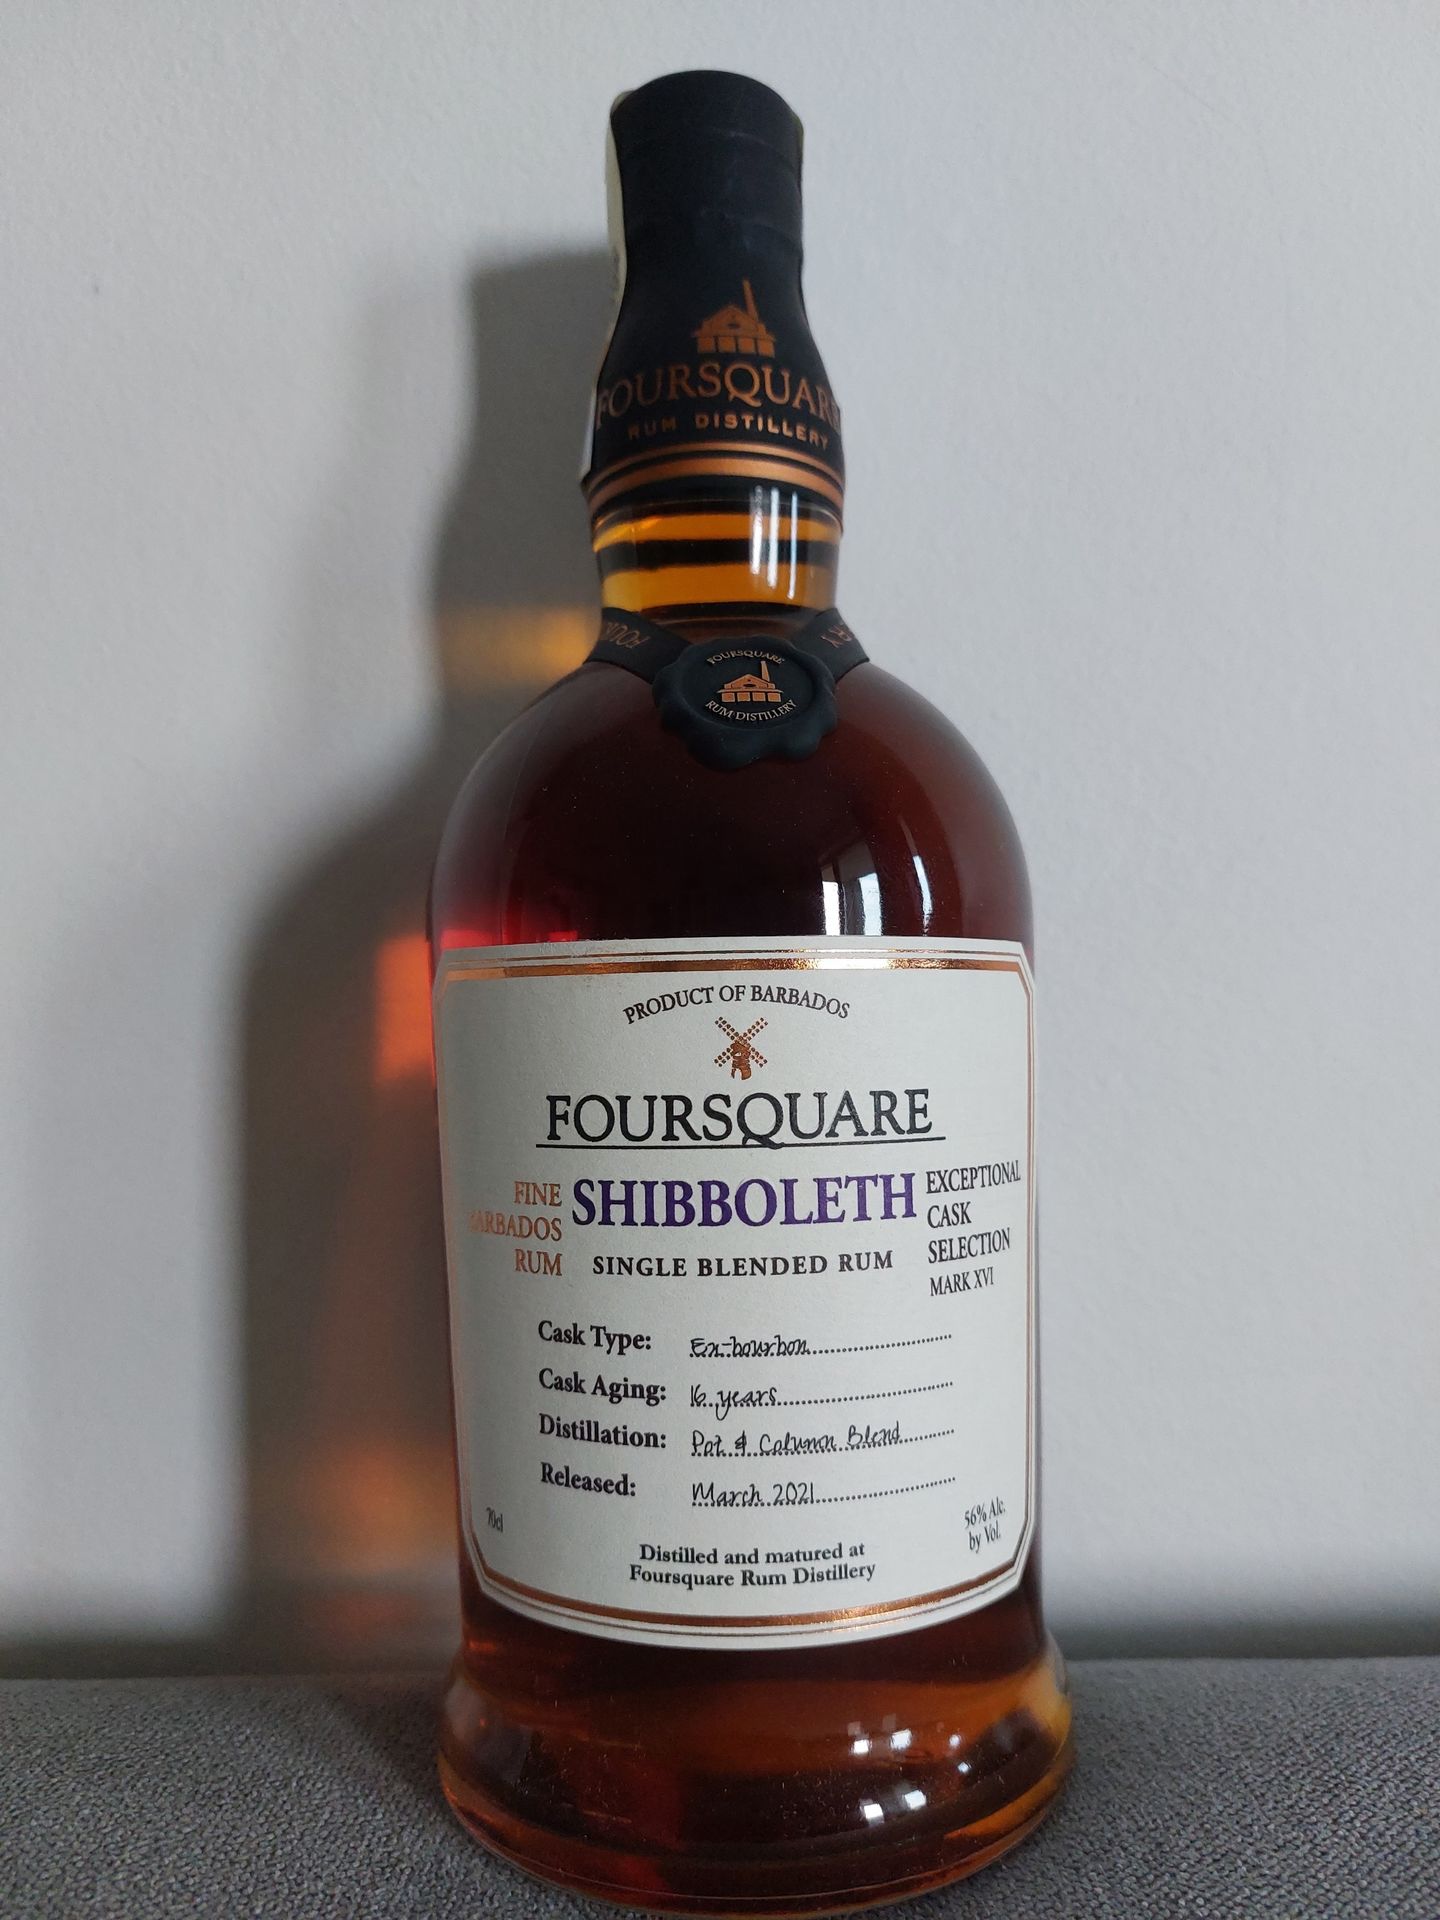 FOURSQUARE
RUM DISTILLERY
FOURSQUARE
RUM DISTILLERY
PRODUCT OF BARBADOS
FOURSQUARE
FINE
BARBADOS
RUM
SHIBBOLETH
SINGLE BLENDED RUM
EXCEPTIONAL
CASK
SELECTION
MARK XVI
Cask Type: Ex-bourbon
Cask Aging: 16 years
Distillation: Pot & Column Blend
Released: March 2021
70cl
56% Alc.
by Vol.
Distilled and matured at
Foursquare Rum Distillery